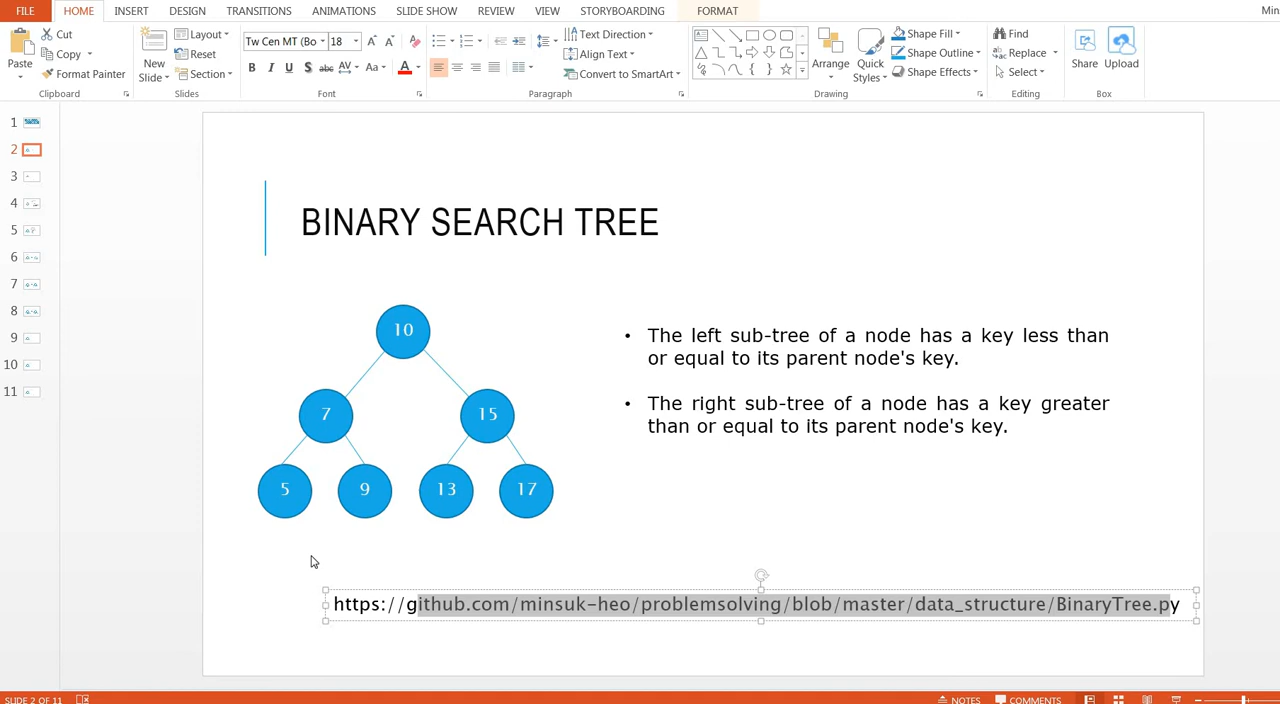 FILE HOME INSERT DESIGN TRANSITIONS ANIMATIONS SLIDE SHOW REVIEW VIEW STORYBOARDING FORMAT Min
Paste
Cut
Copy
Format Painter
Clipboard
New
Slide
Layout
Reset
Section
Slides
Tw Cen MT (Bo 18
B I U S abc AV Aa A
Font
Text Direction
Align Text
Convert to SmartArt
Paragraph
Arrange
Quick
Styles
Shape Fill
Shape Outline
Shape Effects
Drawing
Find
Replace
Select
Editing
Share
Upload
Box
1
2
3
4
5
6
7
8
9
10
11
BINARY SEARCH TREE
10
7 15
5 9 13 17
• The left sub-tree of a node has a key less than
or equal to its parent node's key.
• The right sub-tree of a node has a key greater
than or equal to its parent node's key.
https://github.com/minsuk-heo/problemsolving/blob/master/data_structure/BinaryTree.py
SLIDE 2 OF 11 NOTES COMMENTS